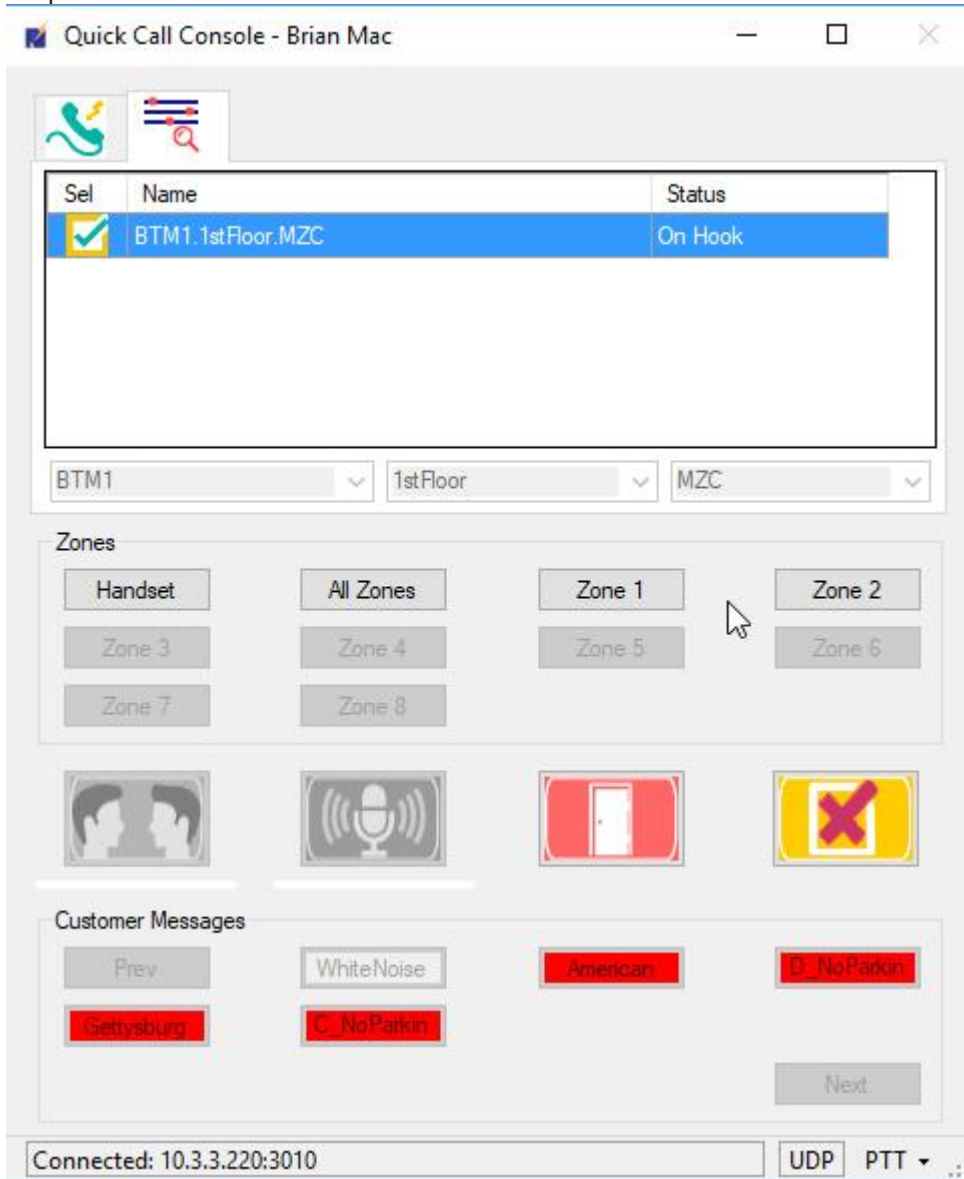 Quick Call Console - Brian Mac
Sel Name Status
BTM1.1stFloor.MZC On Hook
BTM1 1stFloor MZC
Zones
Handset All Zones Zone 1 Zone 2
Zone 3 Zone 4 Zone 5 Zone 6
Zone 7 Zone 8
Customer Messages
Prev WhiteNoise American D_NoParkin
Gettysburg C_NoParkin
Next
Connected: 10.3.3.220:3010 UDP PTT